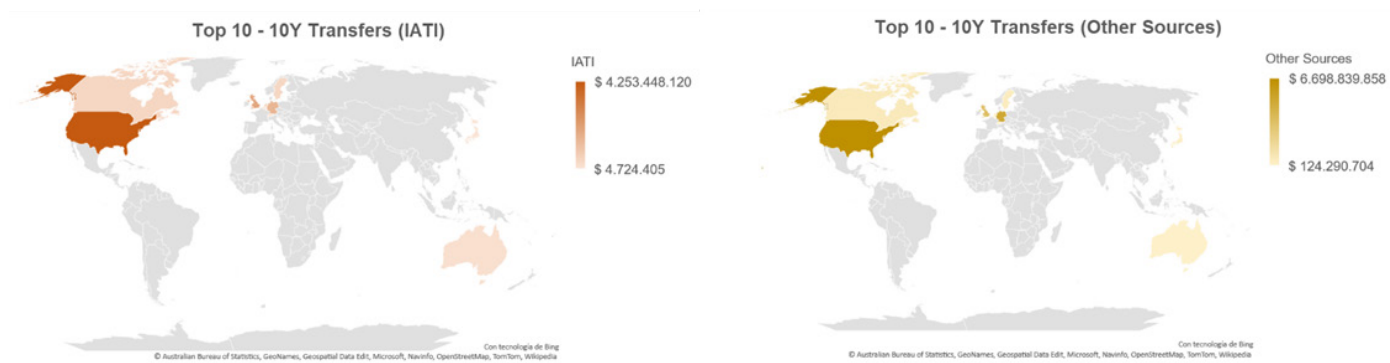 Top 10 - 10Y Transfers (IATI)
IATI
$ 4.253.448.120
$ 4.724.405
Con tecnología de Bing
© Australian Bureau of Statistics, GeoNames, Geospatial Data Edit, Microsoft, Navinfo, OpenStreetMap, TomTom, Wikipedia
Top 10 - 10Y Transfers (Other Sources)
Other Sources
$ 6.698.839.858
$ 124.290.704
Con tecnología de Bing
© Australian Bureau of Statistics, GeoNames, Geospatial Data Edit, Microsoft, Navinfo, OpenStreetMap, TomTom, Wikipedia